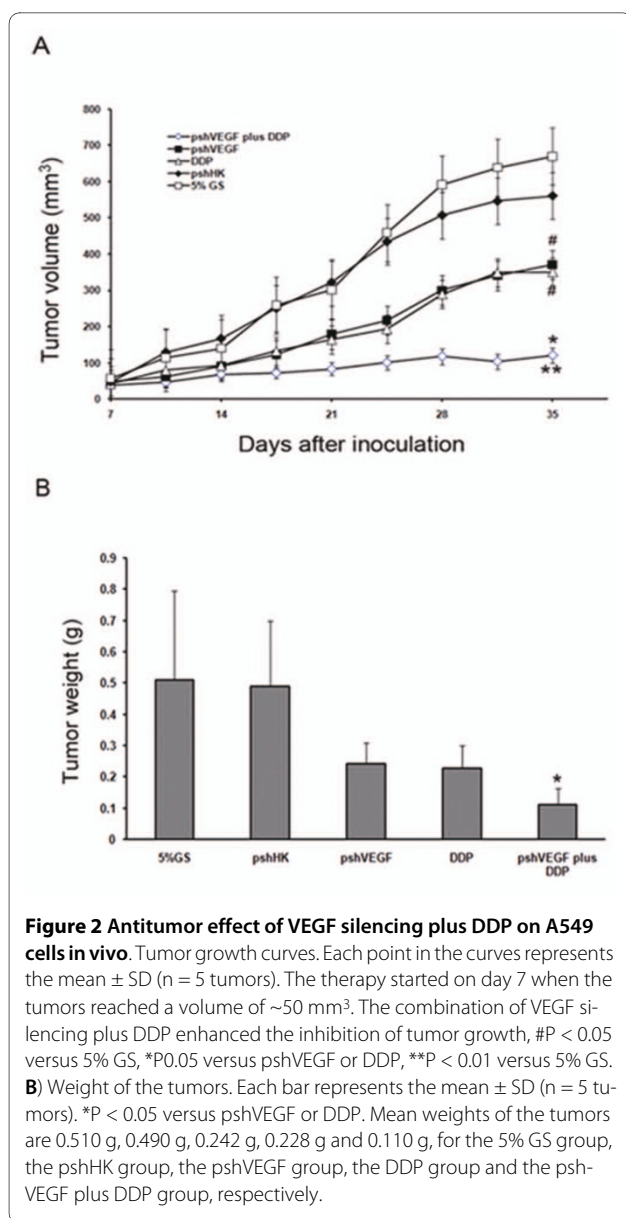 A
800
700
600
500
400
300
200
100
0
Tumor volume (mm³)
pshVEGF plus DDP
pshVEGF
DDP
pshHK
5% GS
#
#
*
**
7 14 21 28 35
Days after inoculation
B
0.9
0.8
0.7
0.6
0.5
0.4
0.3
0.2
0.1
0
Tumor weight (g)
*
5%GS pshHK pshVEGF DDP pshVEGF plus
DDP
Figure 2 Antitumor effect of VEGF silencing plus DDP on A549
cells in vivo. Tumor growth curves. Each point in the curves represents
the mean ± SD (n = 5 tumors). The therapy started on day 7 when the
tumors reached a volume of ~50 mm³. The combination of VEGF si-
lencing plus DDP enhanced the inhibition of tumor growth, #P < 0.05
versus 5% GS, *P0.05 versus pshVEGF or DDP, **P < 0.01 versus 5% GS.
B) Weight of the tumors. Each bar represents the mean ± SD (n = 5 tu-
mors). *P < 0.05 versus pshVEGF or DDP. Mean weights of the tumors
are 0.510 g, 0.490 g, 0.242 g, 0.228 g and 0.110 g, for the 5% GS group,
the pshHK group, the pshVEGF group, the DDP group and the psh-
VEGF plus DDP group, respectively.